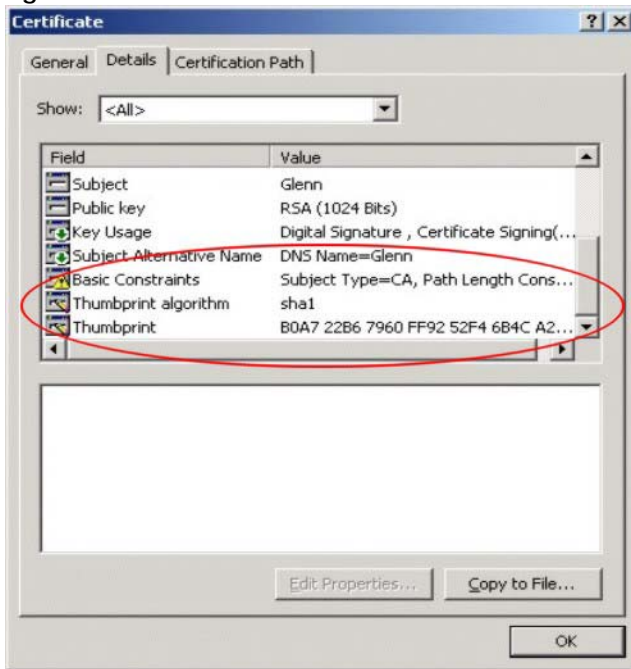 Certificate
General Details Certification Path
Show: <All>
Field Value
Subject Glenn
Public key RSA (1024 Bits)
Key Usage Digital Signature , Certificate Signing(...
Subject Alternative Name DNS Name=Glenn
Basic Constraints Subject Type=CA, Path Length Cons...
Thumbprint algorithm sha1
Thumbprint B0A7 22B6 7960 FF92 52F4 6B4C A2...
Edit Properties... Copy to File...
OK